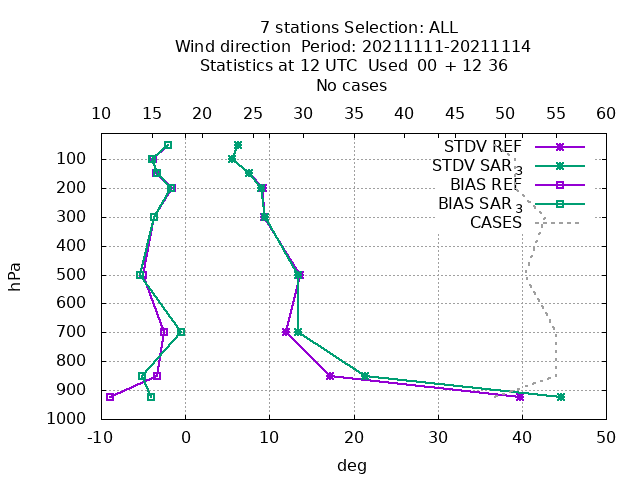 7 stations Selection: ALL
Wind direction  Period: 20211111-20211114
Statistics at 12 UTC  Used  00 + 12 36
No cases
10 15 20 25 30 35 40 45 50 55 60
STDV REF
STDV SAR3
BIAS REF
BIAS SAR3
CASES
100
200
300
400
500
600
700
800
900
1000
hPa
-10 0 10 20 30 40 50
deg